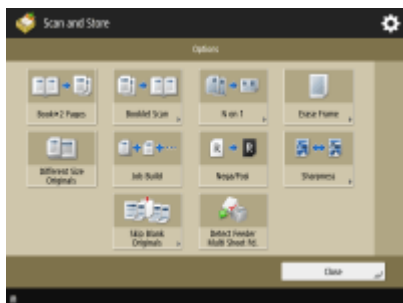 Scan and Store
Options
Book▸2 Pages
Booklet Scan
N on 1
Erase Frame
Different Size
Originals
Job Build
Nega/Posi
Sharpness
Skip Blank
Originals
Detect Feeder
Multi Sheet Fd.
Close